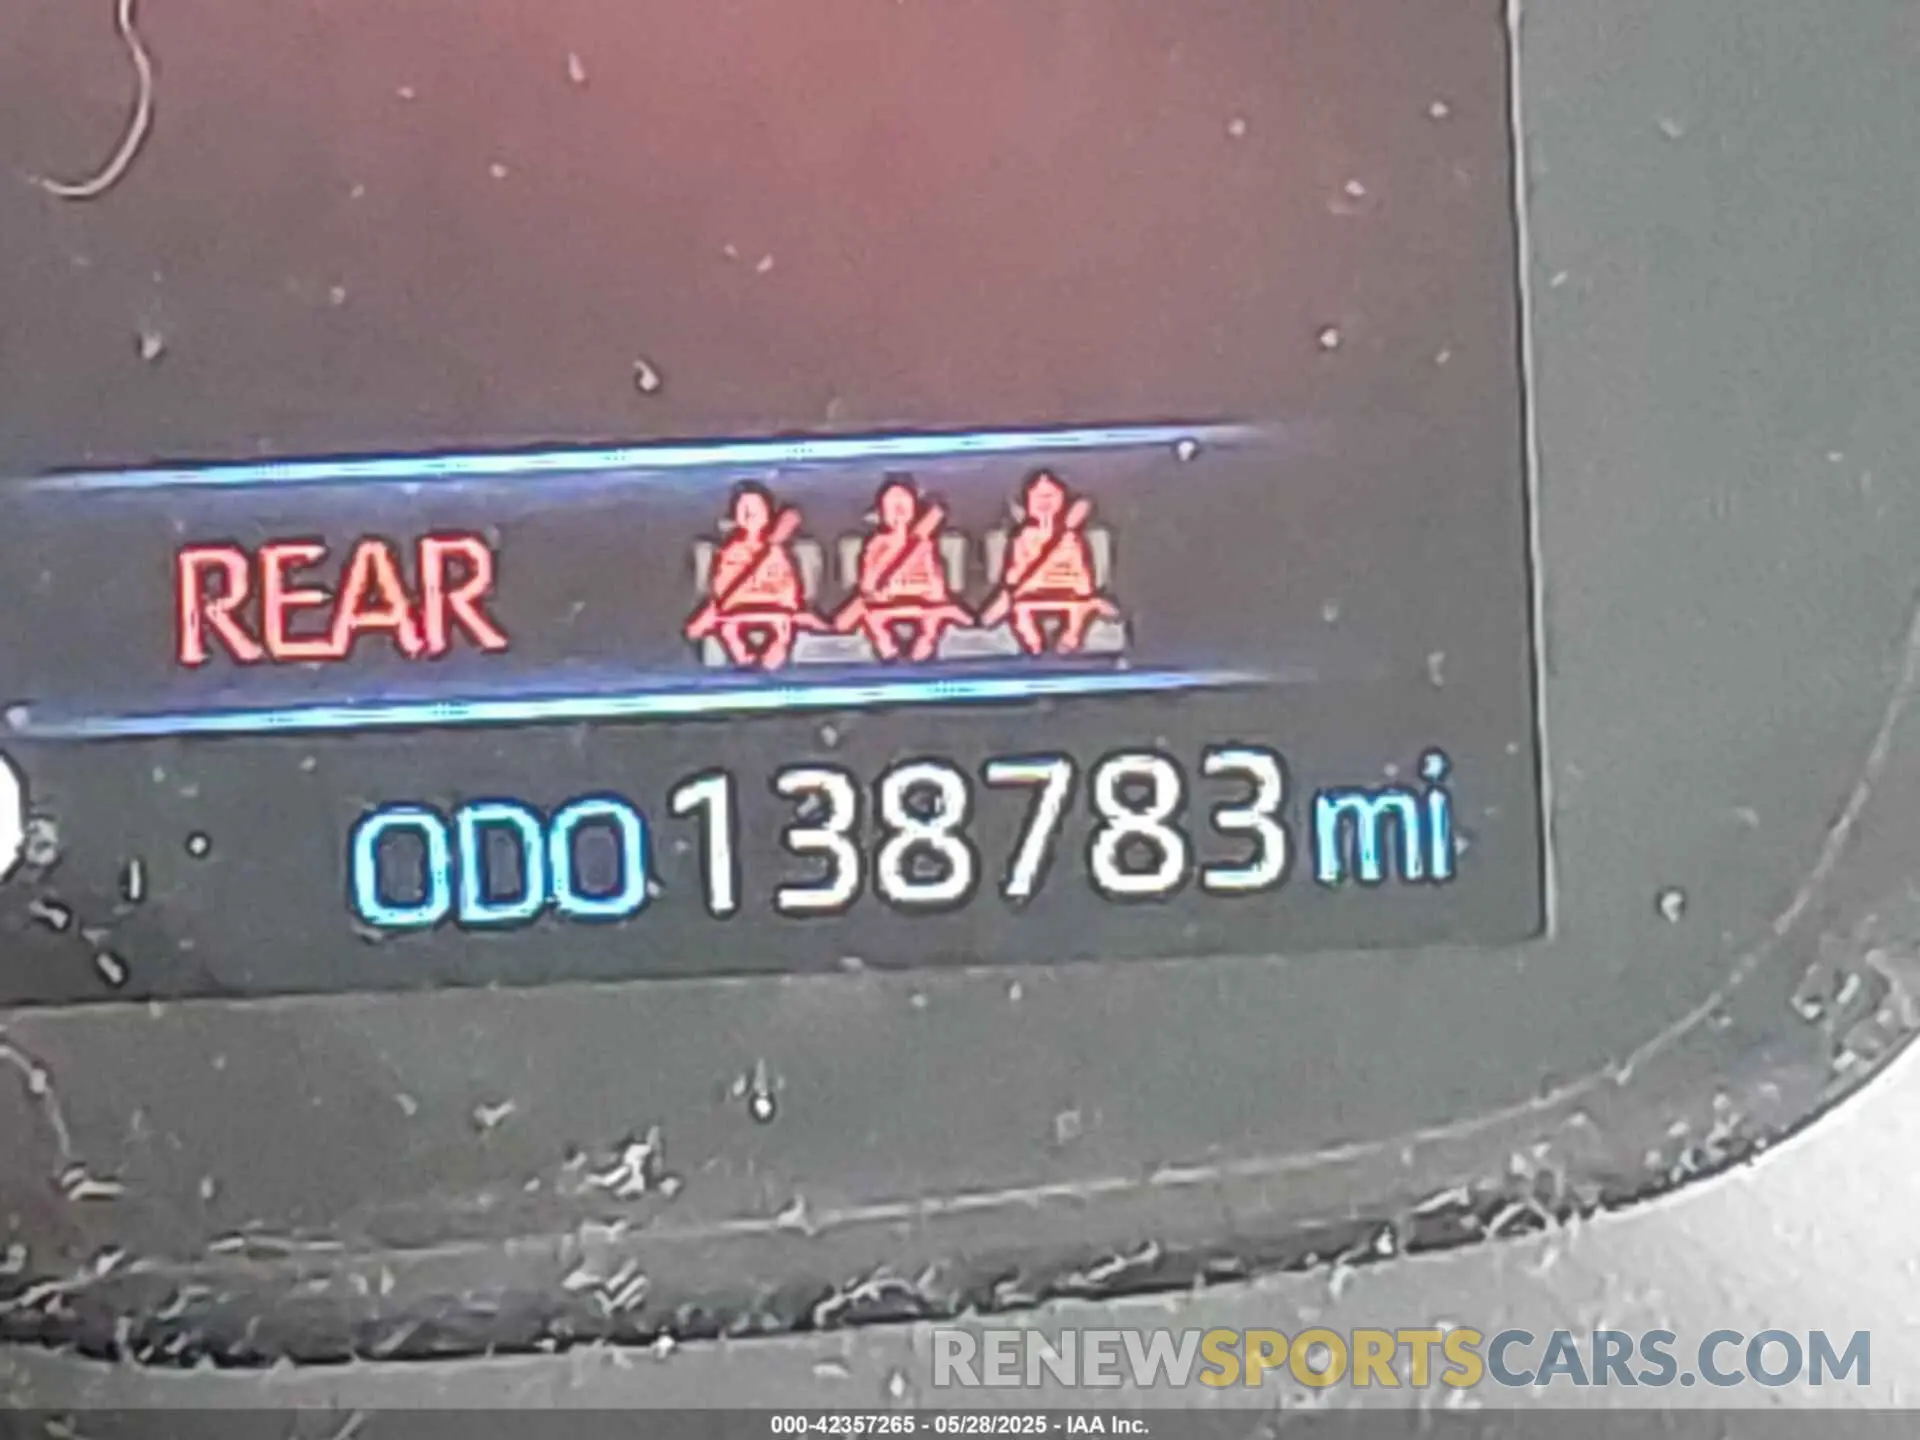 REAR
ODO 138783 mi
RENEWSPORTSCARS.COM
000-42357265 - 05/28/2025 - IAA Inc.